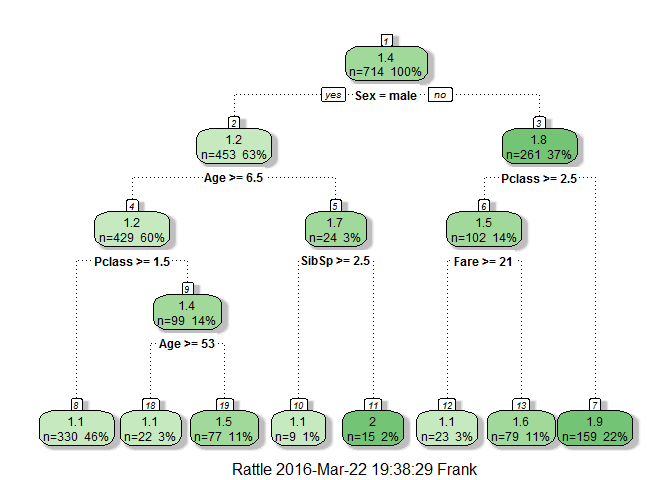 1
1.4
n=714 100%
yes Sex = male no
2
1.2
n=453 63%
3
1.8
n=261 37%
Age >= 6.5
Pclass >= 2.5
4
1.2
n=429 60%
5
1.7
n=24 3%
6
1.5
n=102 14%
Pclass >= 1.5
SibSp >= 2.5
Fare >= 21
9
1.4
n=99 14%
Age >= 53
8
1.1
n=330 46%
18
1.1
n=22 3%
19
1.5
n=77 11%
10
1.1
n=9 1%
11
2
n=15 2%
12
1.1
n=23 3%
13
1.6
n=79 11%
7
1.9
n=159 22%
Rattle 2016-Mar-22 19:38:29 Frank